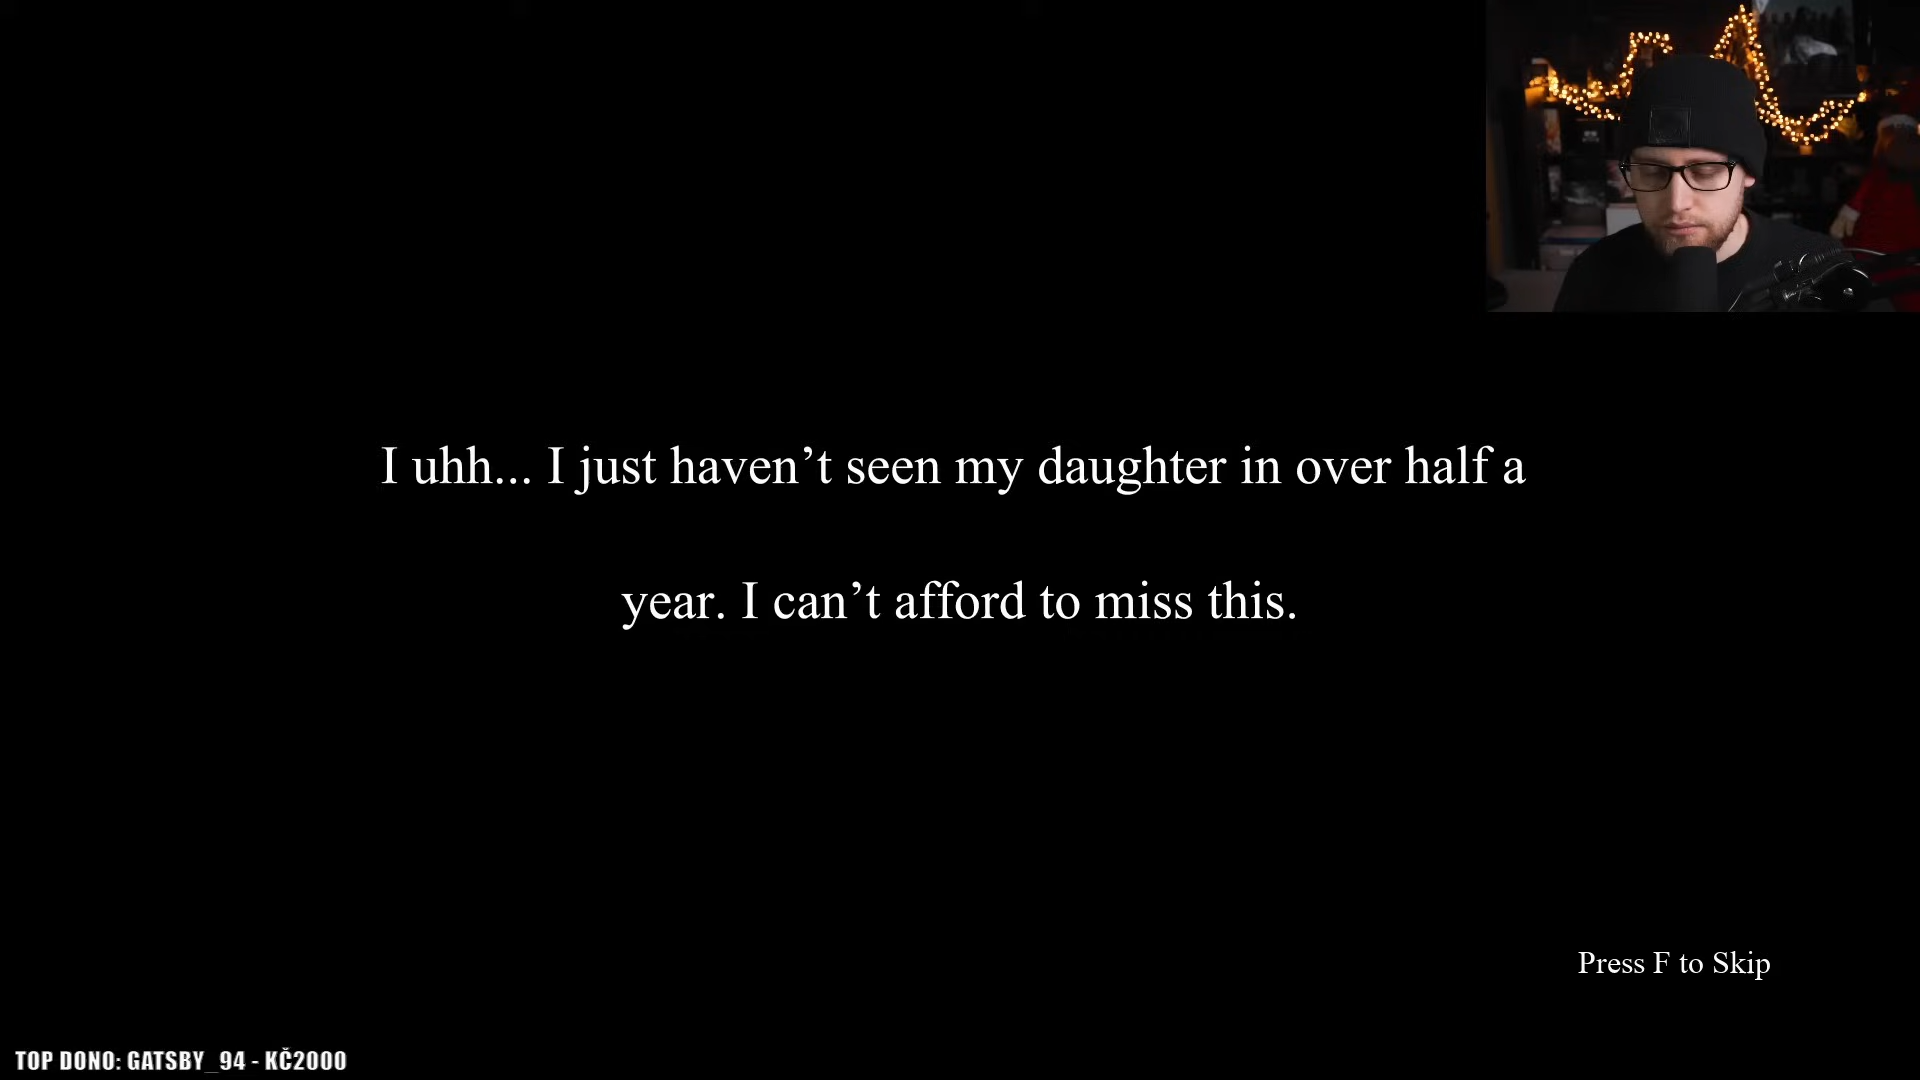 I uhh... I just haven’t seen my daughter in over half a
year. I can’t afford to miss this.
Press F to Skip
TOP DONO: GATSBY_94 - KČ2000